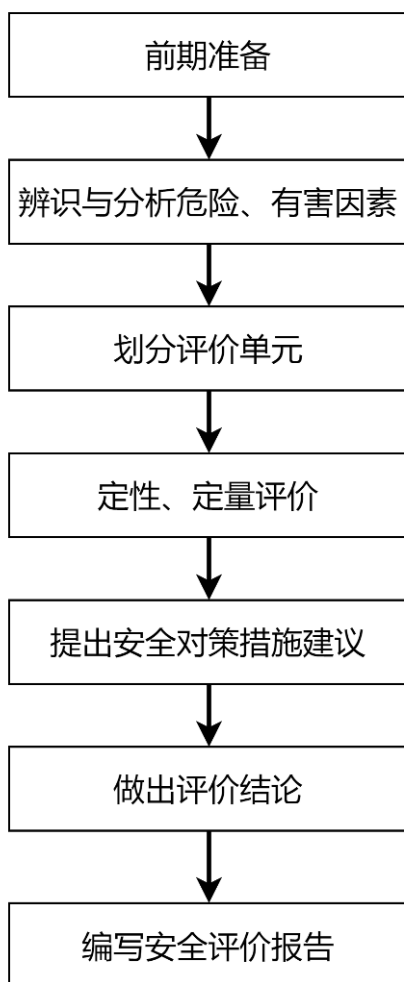 前期准备
辨识与分析危险、有害因素
划分评价单元
定性、定量评价
提出安全对策措施建议
做出评价结论
编写安全评价报告